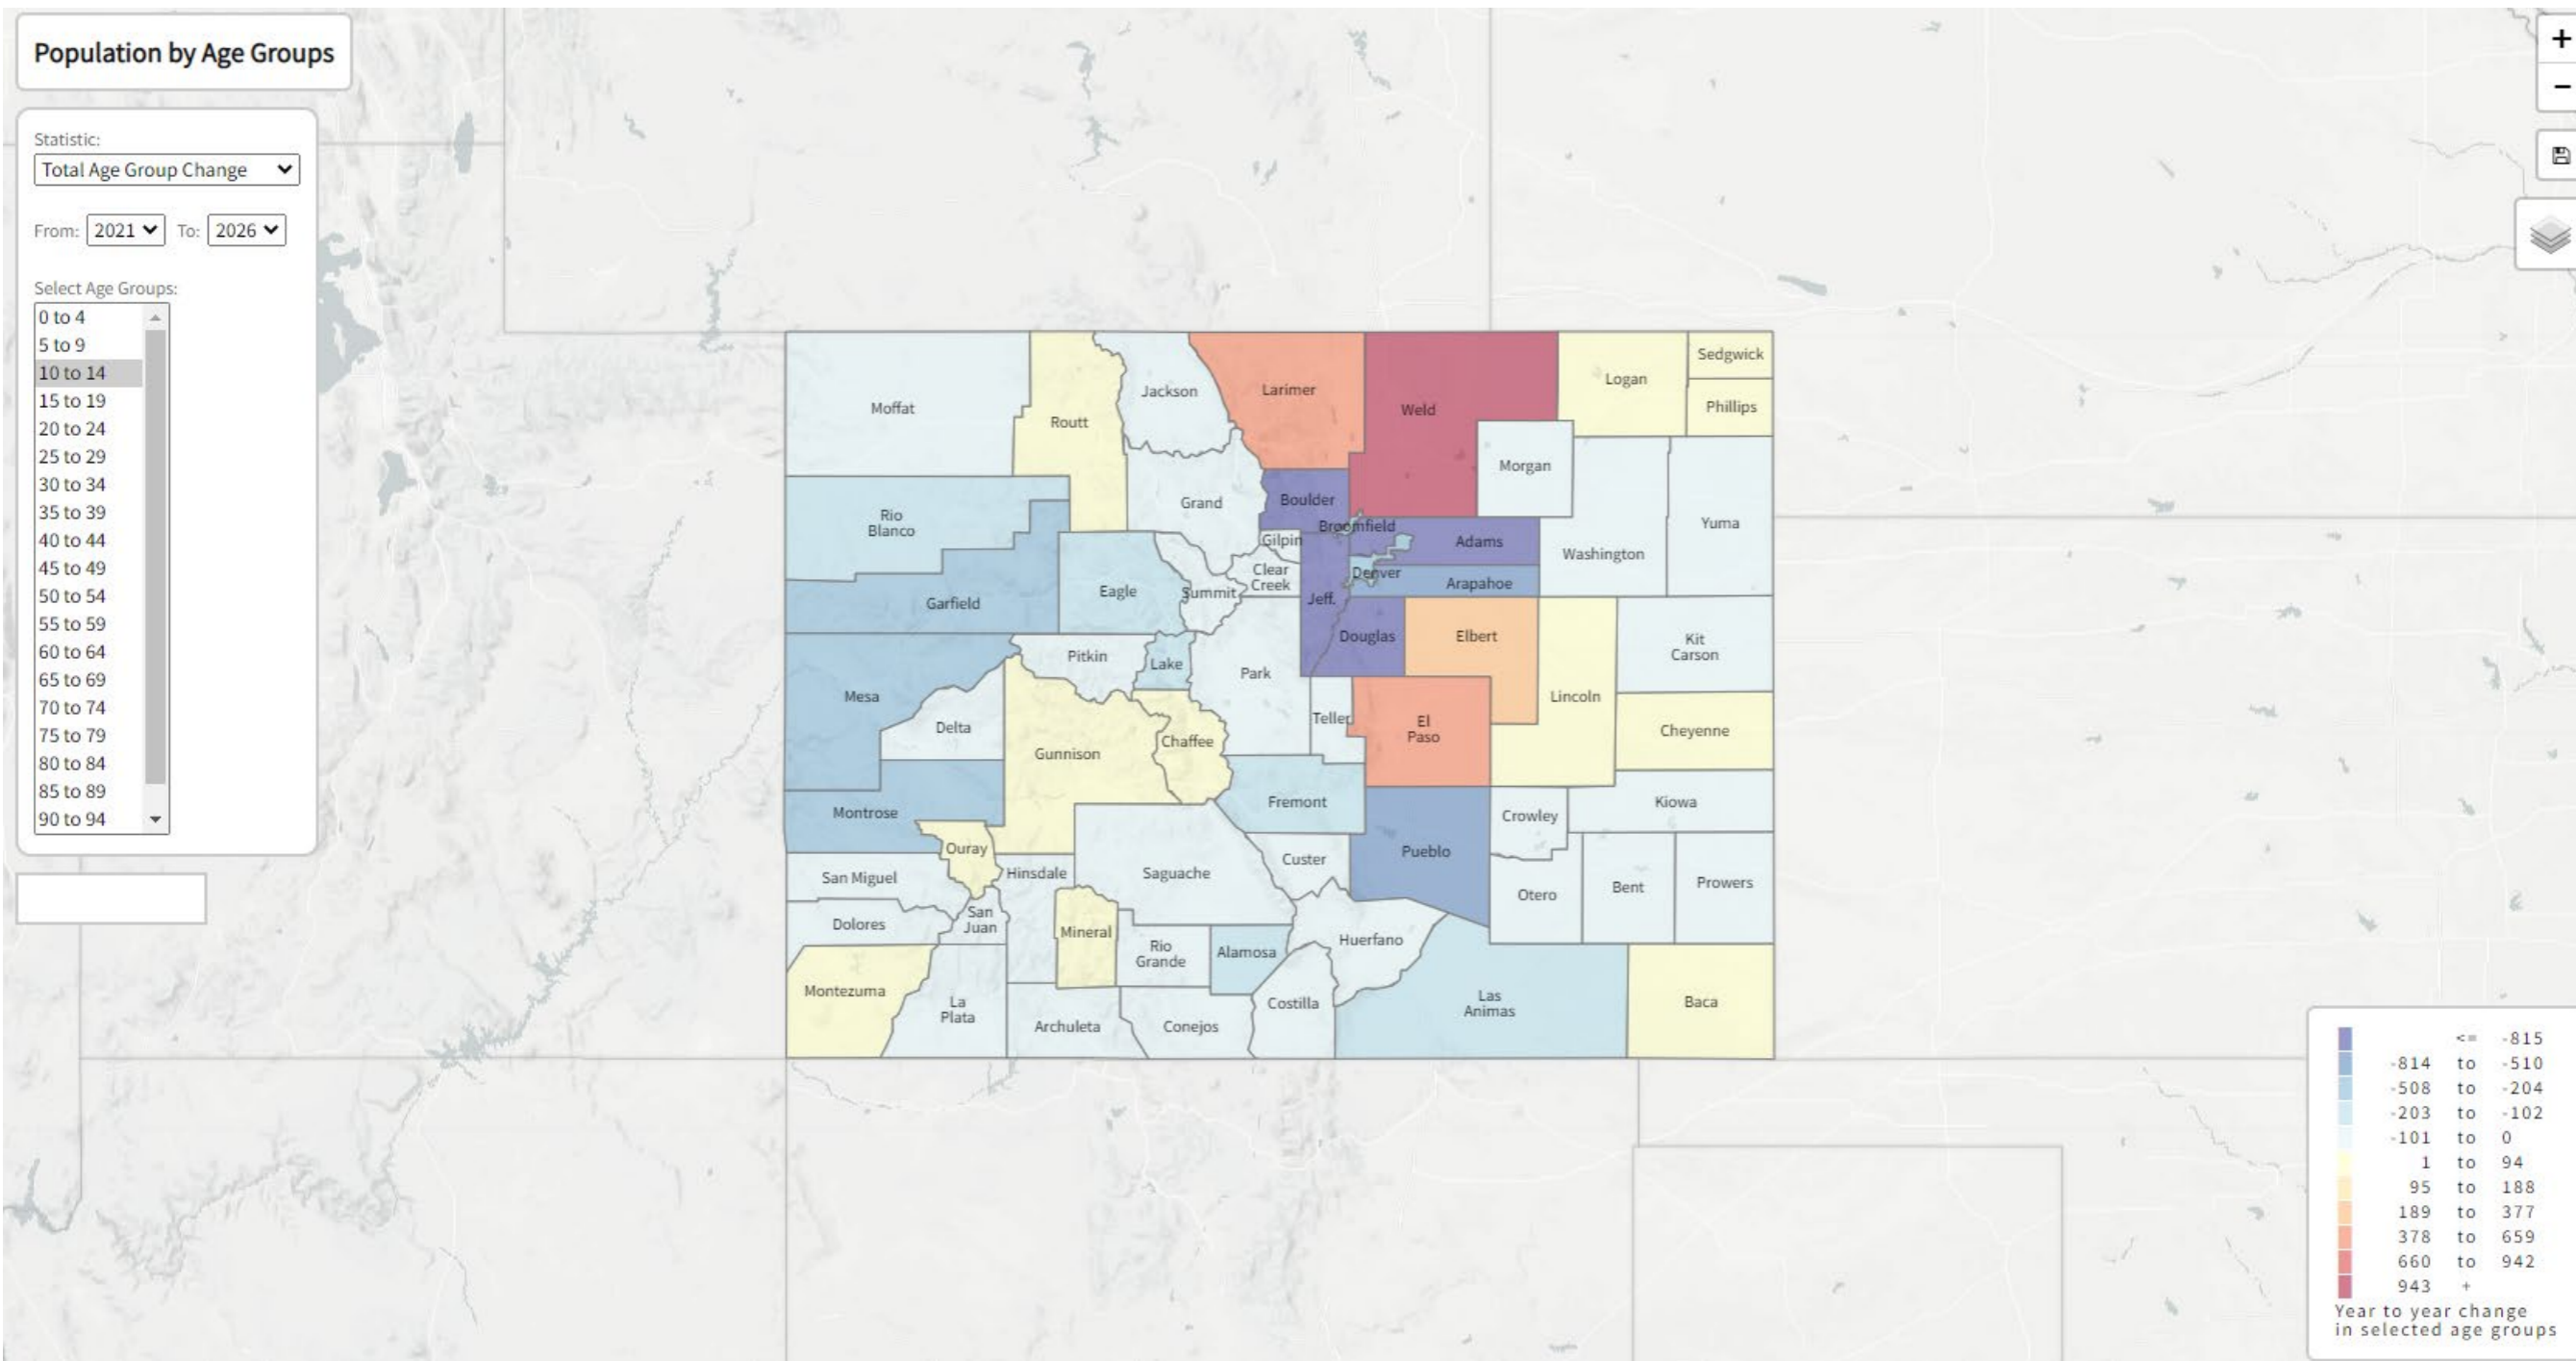 Population by Age Groups
Statistic:
Total Age Group Change
From: 2021 To: 2026
Select Age Groups:
0 to 4
5 to 9
10 to 14
15 to 19
20 to 24
25 to 29
30 to 34
35 to 39
40 to 44
45 to 49
50 to 54
55 to 59
60 to 64
65 to 69
70 to 74
75 to 79
80 to 84
85 to 89
90 to 94
+
−
Moffat
Routt
Jackson
Larimer
Weld
Logan
Sedgwick
Phillips
Morgan
Rio
Blanco
Grand
Boulder
Broomfield
Gilpin
Adams
Washington
Yuma
Garfield
Eagle
Summit
Clear
Creek
Jeff.
Denver
Arapahoe
Mesa
Pitkin
Lake
Park
Douglas
Elbert
Lincoln
Kit
Carson
Delta
Gunnison
Chaffee
Teller
El
Paso
Cheyenne
Montrose
Ouray
Fremont
Crowley
Kiowa
San Miguel
Hinsdale
Saguache
Custer
Pueblo
Otero
Bent
Prowers
Dolores
San
Juan
Mineral
Rio
Grande
Alamosa
Huerfano
Montezuma
La
Plata
Archuleta
Conejos
Costilla
Las
Animas
Baca
<= -815
-814 to -510
-508 to -204
-203 to -102
-101 to 0
1 to 94
95 to 188
189 to 377
378 to 659
660 to 942
943 +
Year to year change
in selected age groups